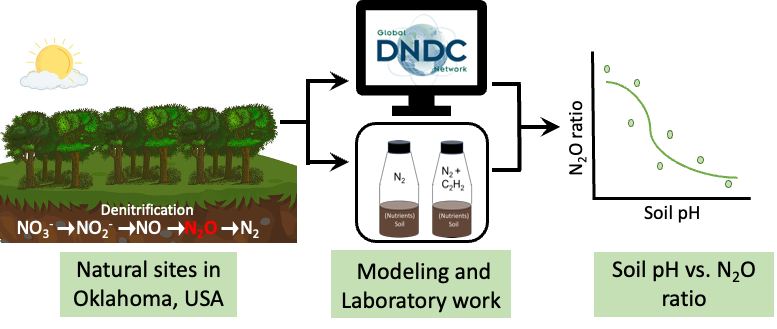 Global
DNDC
Network
Denitrification
NO₃⁻ → NO₂⁻ → NO → N₂O → N₂
N₂
(Nutrients)
Soil
N₂ +
C₂H₂
(Nutrients)
Soil
N₂O ratio
Soil pH
Natural sites in
Oklahoma, USA
Modeling and
Laboratory work
Soil pH vs. N₂O
ratio